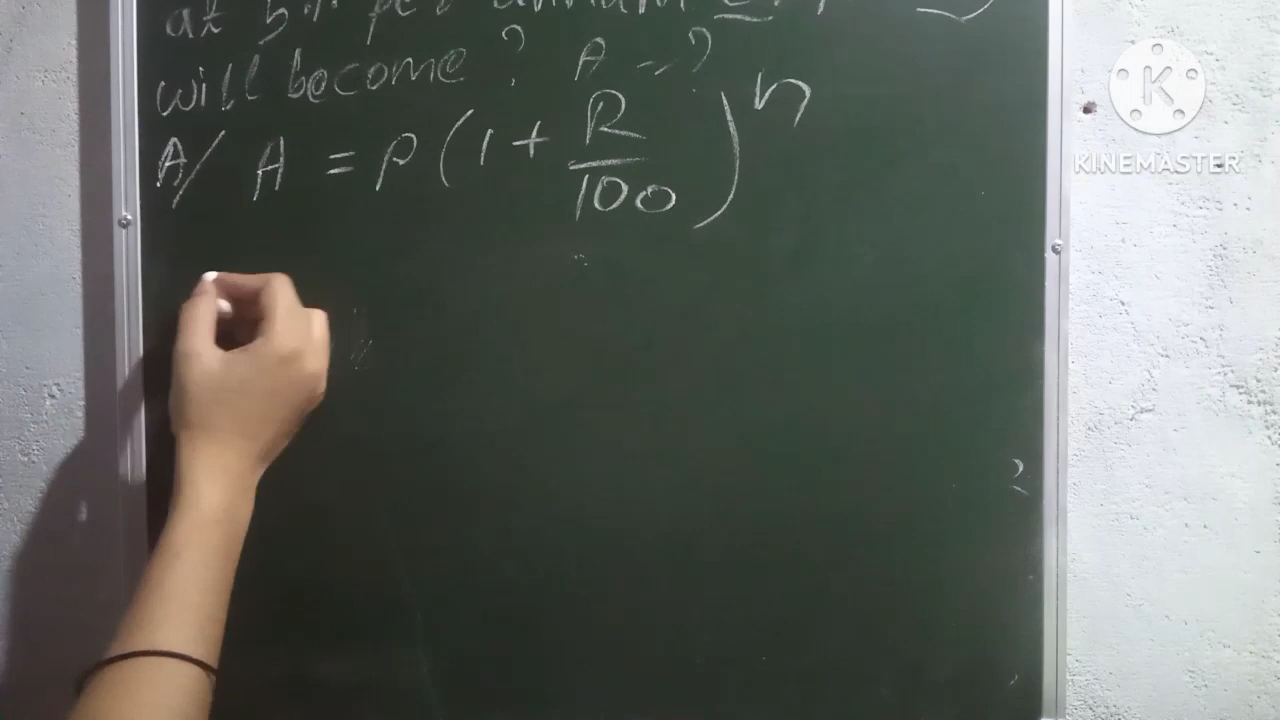 at 5% per annum
will become ? A → ?
A/ A = P(1 + R/100)^n
K
KINEMASTER